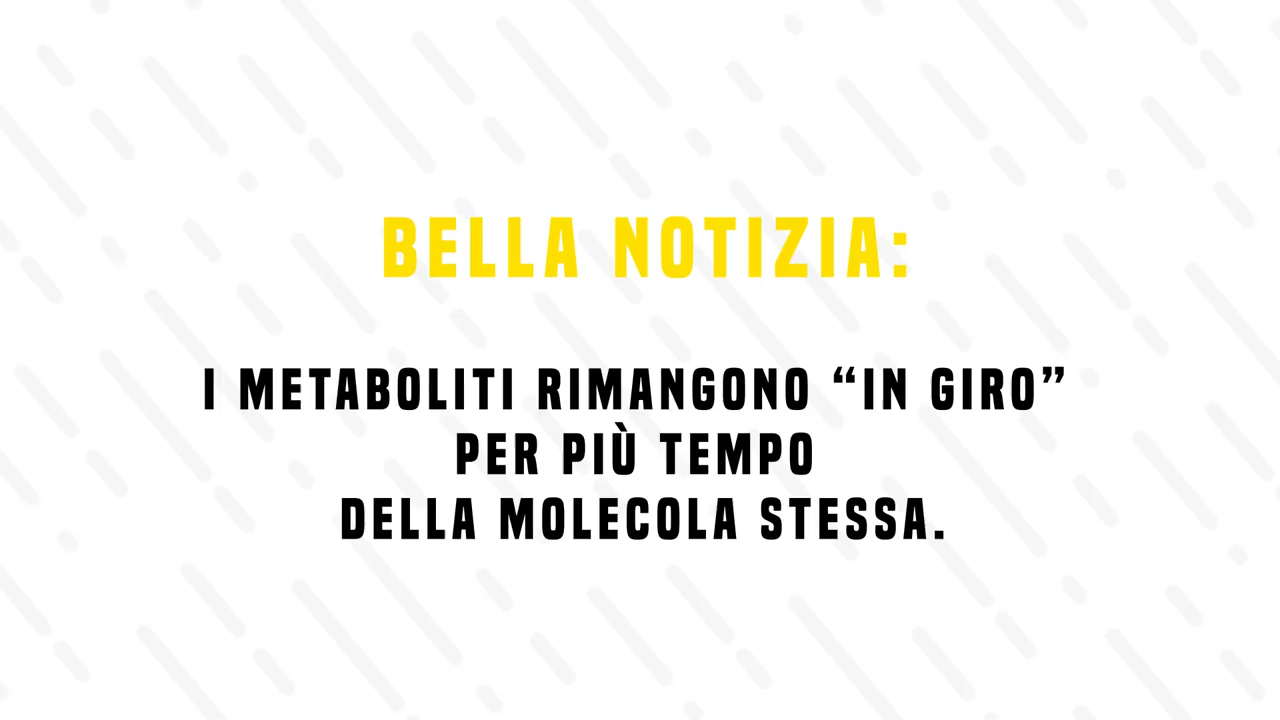 BELLA NOTIZIA:
I METABOLITI RIMANGONO “IN GIRO”
PER PIÙ TEMPO
DELLA MOLECOLA STESSA.